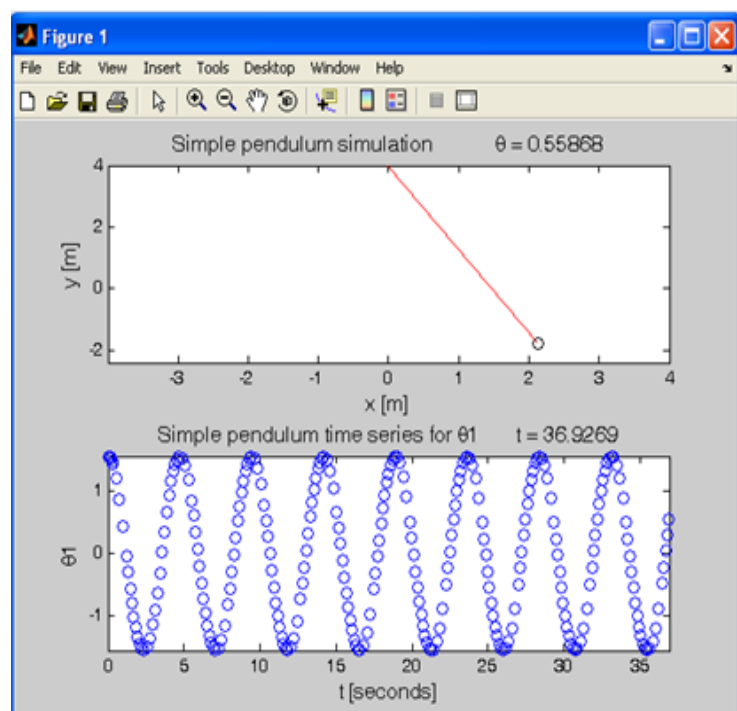 Figure 1
File Edit View Insert Tools Desktop Window Help
Simple pendulum simulation θ = 0.55868
4
2
0
-2
y [m]
-3 -2 -1 0 1 2 3 4
x [m]
Simple pendulum time series for θ1 t = 36.9269
1
0
-1
θ1
0 5 10 15 20 25 30 35
t [seconds]